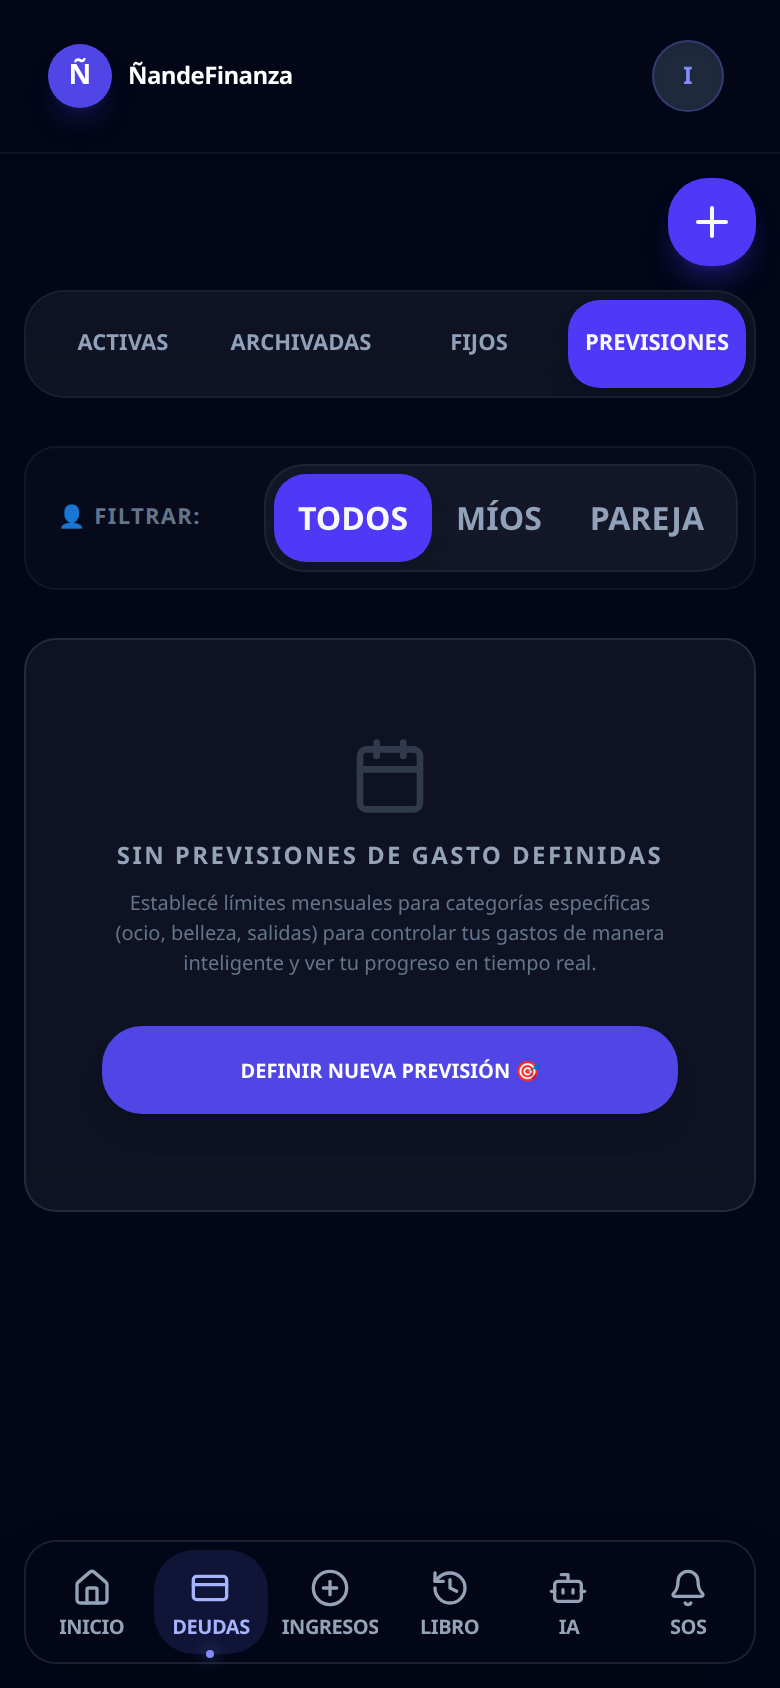 Ñ ÑandeFinanza I
ACTIVAS ARCHIVADAS FIJOS PREVISIONES
👤 FILTRAR: TODOS MÍOS PAREJA
SIN PREVISIONES DE GASTO DEFINIDAS
Establecé límites mensuales para categorías específicas
(ocio, belleza, salidas) para controlar tus gastos de manera
inteligente y ver tu progreso en tiempo real.
DEFINIR NUEVA PREVISIÓN 🎯
INICIO DEUDAS INGRESOS LIBRO IA SOS